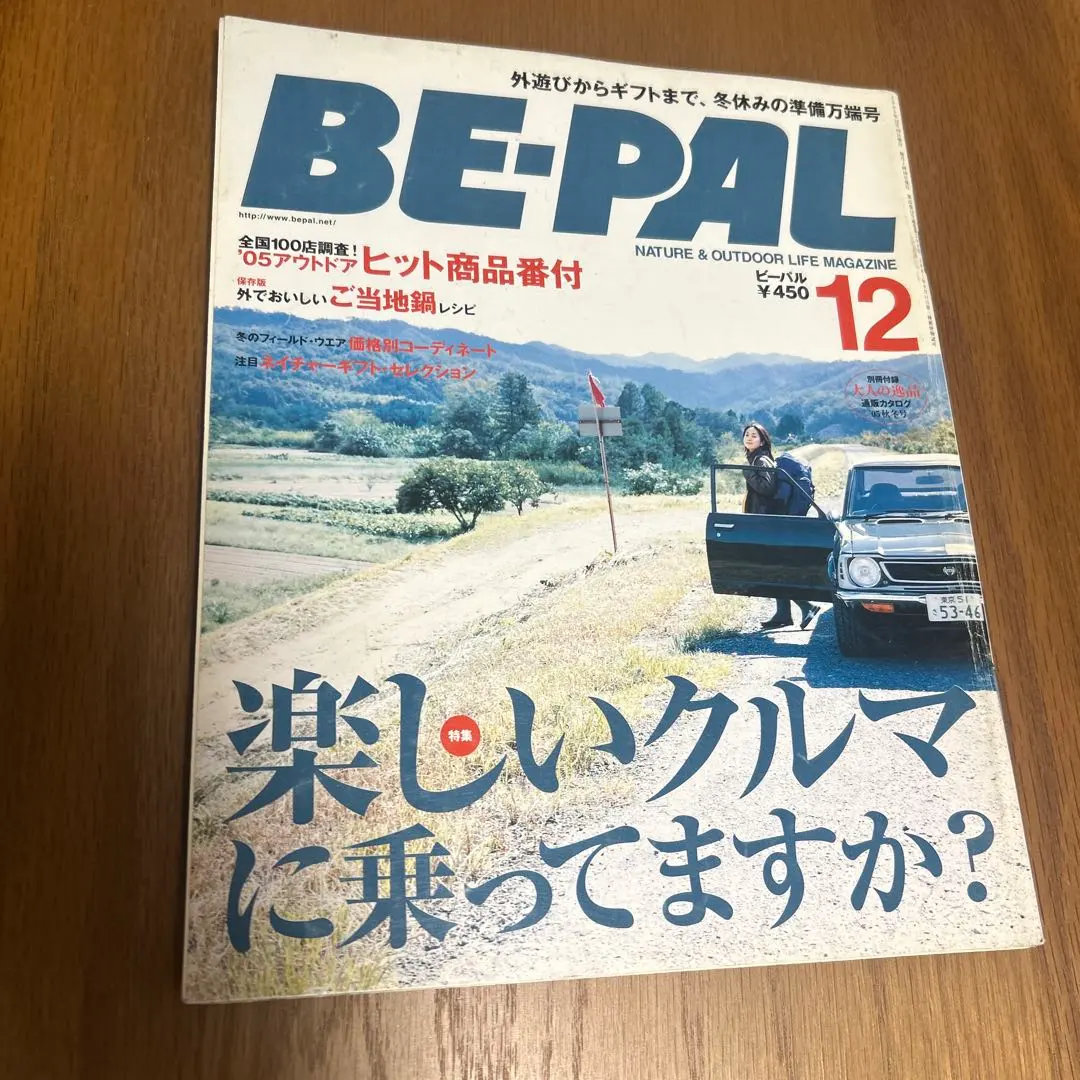 外遊びからギフトまで、冬休みの準備万端号
BE-PAL
http://www.bepal.net/
NATURE & OUTDOOR LIFE MAGAZINE
全国100店調査!
'05アウトドア ヒット商品番付
ビーパル
¥450
12
保存版
外でおいしい ご当地鍋 レシピ
冬のフィールド・ウエア 価格別コーディネート
注目 ネイチャーギフト・セレクション
別冊付録
大人の逸品
通販カタログ
'05秋冬号
東京 51
さ 53-46
特集
楽しいクルマ
に乗ってますか?